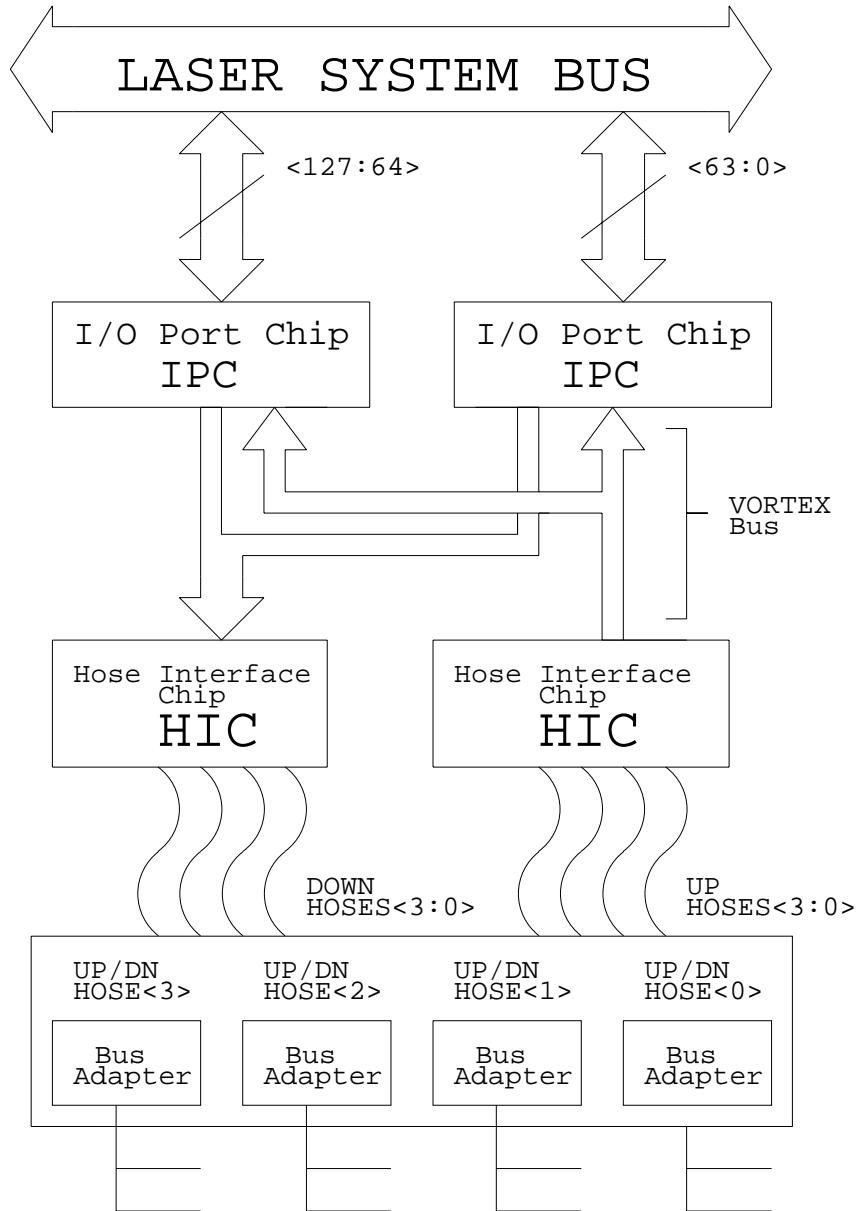 LASER SYSTEM BUS
<127:64>
<63:0>
I/O Port Chip
IPC
I/O Port Chip
IPC
VORTEX
Bus
Hose Interface
Chip
HIC
Hose Interface
Chip
HIC
DOWN
HOSES<3:0>
UP
HOSES<3:0>
UP/DN
HOSE<3>
UP/DN
HOSE<2>
UP/DN
HOSE<1>
UP/DN
HOSE<0>
Bus
Adapter
Bus
Adapter
Bus
Adapter
Bus
Adapter